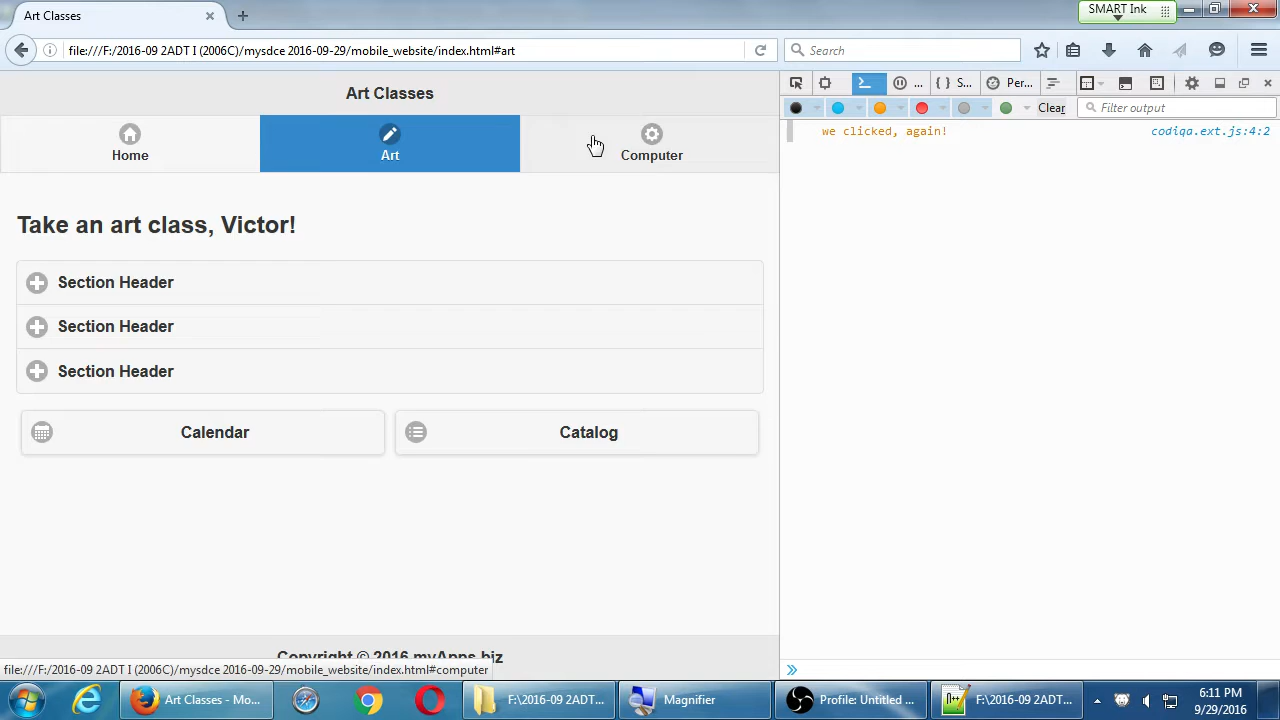 Art Classes
SMART Ink
file:///F:/2016-09 2ADT I (2006C)/mysdce 2016-09-29/mobile_website/index.html#art
Search
Art Classes
... { } S... Per...
Clear
Filter output
Home
Art
Computer
we clicked, again!
codiqa.ext.js:4:2
Take an art class, Victor!
Section Header
Section Header
Section Header
Calendar
Catalog
Copyright © 2016 myApps.biz
file:///F:/2016-09 2ADT I (2006C)/mysdce 2016-09-29/mobile_website/index.html#computer
Art Classes - Mo...
F:\2016-09 2ADT...
Magnifier
Profile: Untitled ...
F:\2016-09 2ADT...
6:11 PM
9/29/2016